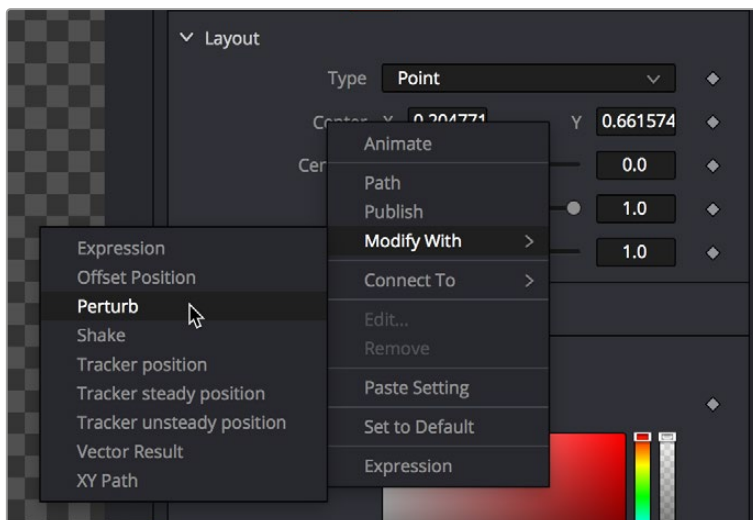 Layout
Type Point
X 0.204771 Y 0.661574
Animate
0.0
Path
Publish
1.0
Modify With
1.0
Expression
Offset Position
Connect To
Perturb
Edit...
Shake
Remove
Tracker position
Paste Setting
Tracker steady position
Tracker unsteady position
Set to Default
Vector Result
Expression
XY Path